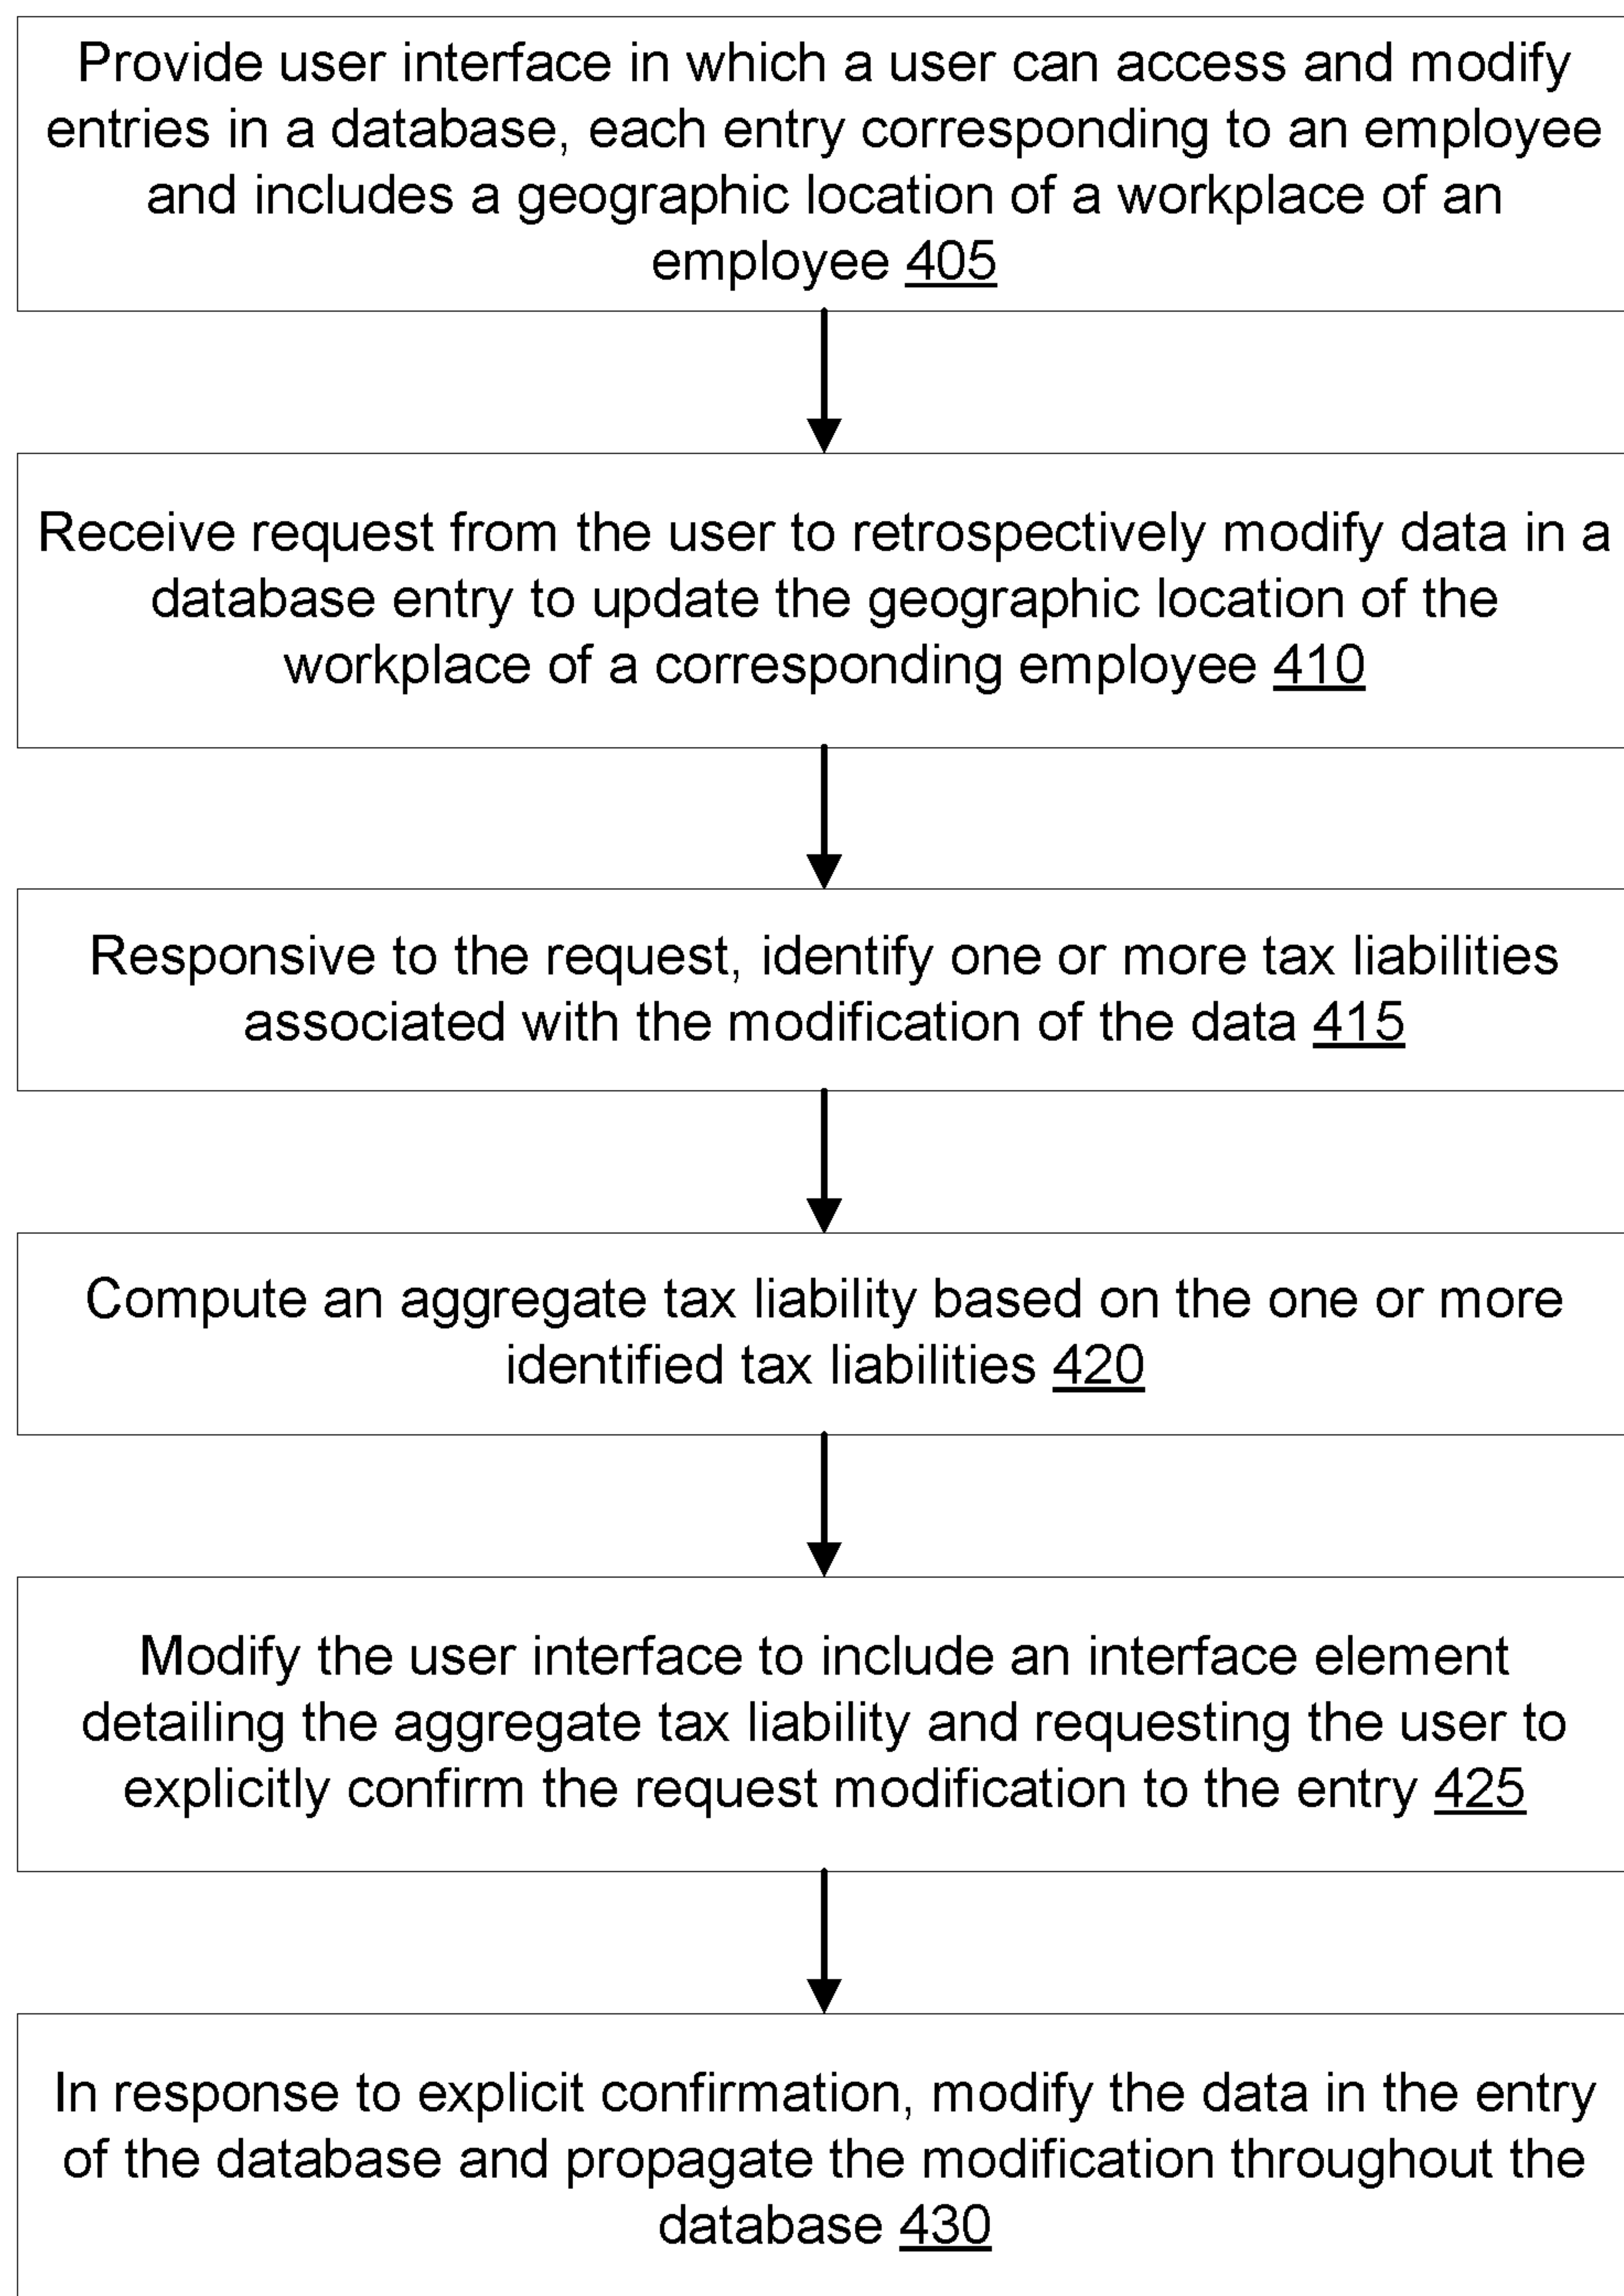 Provide user interface in which a user can access and modify
entries in a database, each entry corresponding to an employee
and includes a geographic location of a workplace of an
employee 405
Receive request from the user to retrospectively modify data in a
database entry to update the geographic location of the
workplace of a corresponding employee 410
Responsive to the request, identify one or more tax liabilities
associated with the modification of the data 415
Compute an aggregate tax liability based on the one or more
identified tax liabilities 420
Modify the user interface to include an interface element
detailing the aggregate tax liability and requesting the user to
explicitly confirm the request modification to the entry 425
In response to explicit confirmation, modify the data in the entry
of the database and propagate the modification throughout the
database 430